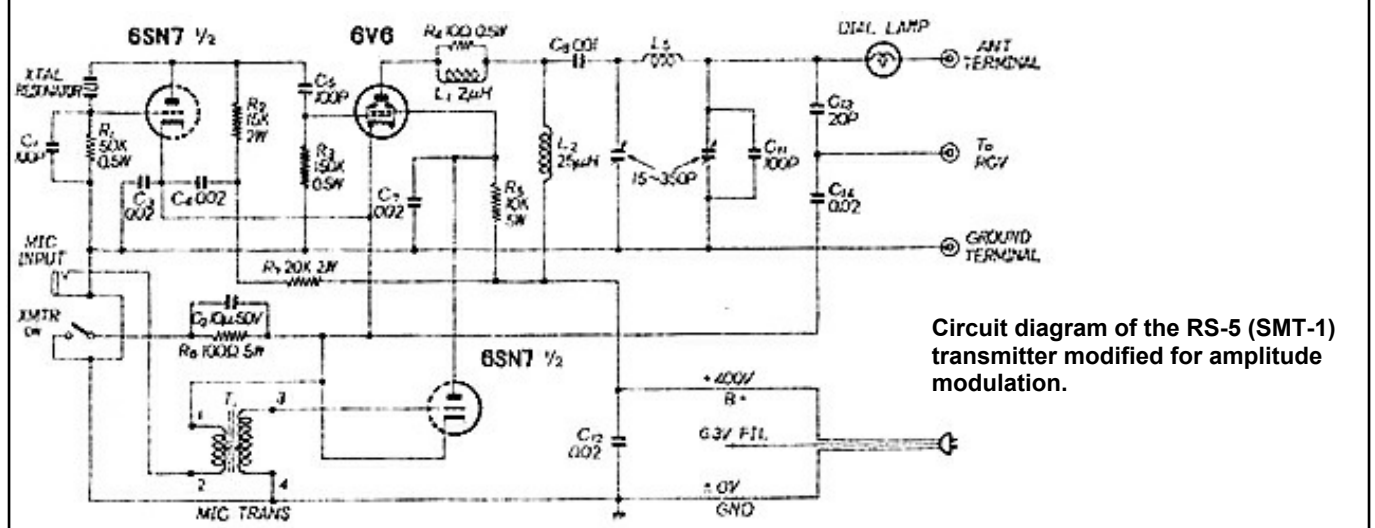 6SN7 ½
6V6
R4 100 0.5W
L1 2μH
C8 .001
L3
DIAL LAMP
ANT
TERMINAL
XTAL
RESONATOR
C1
100P
R1
50K
0.5W
R2
15K
2W
C5
100P
R3
150K
0.5W
C3
.002
C4 .002
C7
.002
R5
10K
5W
L2
25μH
15~350P
C11
100P
C13
20P
To
RCV
C14
0.02
GROUND
TERMINAL
MIC
INPUT
R7 20K 2W
XMTR
SW
C2 10μ 50V
R6 100Ω 5W
6SN7 ½
T1
1
2
3
4
MIC TRANS
C12
.002
+400V
B+
6.3V FIL.
±0V
GND
Circuit diagram of the RS-5 (SMT-1)
transmitter modified for amplitude
modulation.